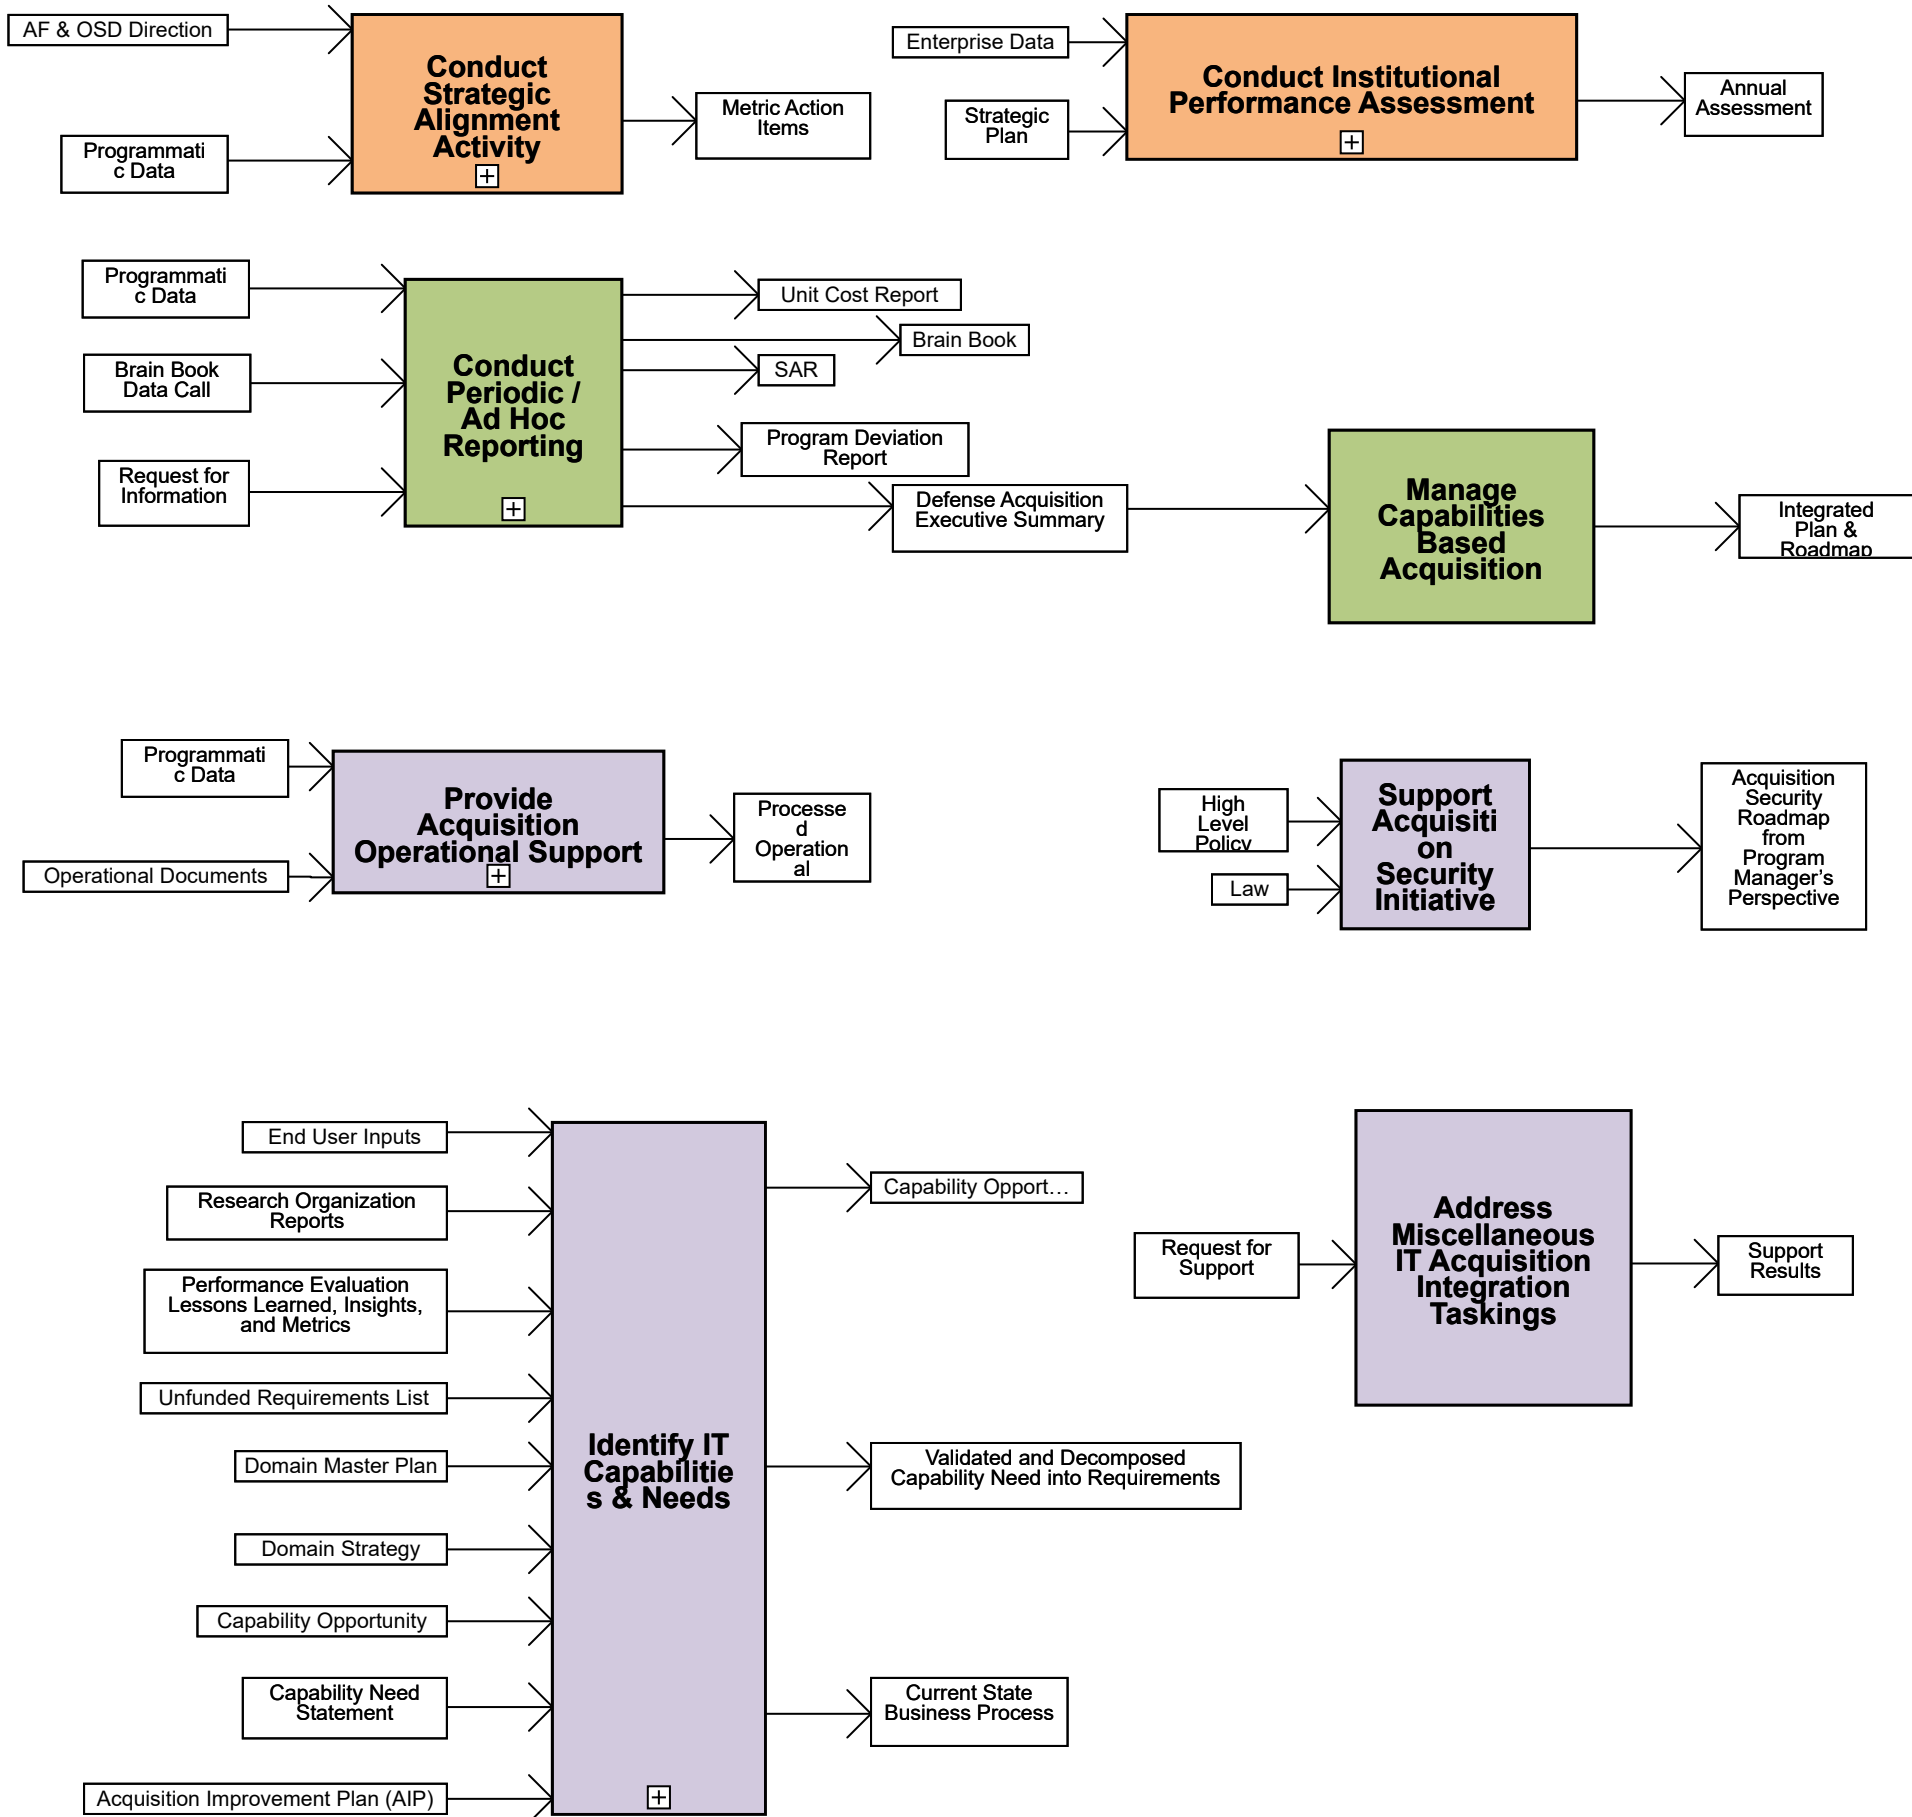 AF & OSD Direction
Programmati
c Data
Conduct
Strategic
Alignment
Activity
Metric Action
Items
Enterprise Data
Strategic
Plan
Conduct Institutional
Performance Assessment
Annual
Assessment
Programmati
c Data
Brain Book
Data Call
Request for
Information
Conduct
Periodic /
Ad Hoc
Reporting
Unit Cost Report
Brain Book
SAR
Program Deviation
Report
Defense Acquisition
Executive Summary
Manage
Capabilities
Based
Acquisition
Integrated
Plan &
Roadmap
Programmati
c Data
Operational Documents
Provide
Acquisition
Operational Support
Processe
d
Operation
al
High
Level
Policy
Law
Support
Acquisiti
on
Security
Initiative
Acquisition
Security
Roadmap
from
Program
Manager’s
Perspective
End User Inputs
Research Organization
Reports
Performance Evaluation
Lessons Learned, Insights,
and Metrics
Unfunded Requirements List
Domain Master Plan
Domain Strategy
Capability Opportunity
Capability Need
Statement
Acquisition Improvement Plan (AIP)
Identify IT
Capabilitie
s & Needs
Capability Opport…
Validated and Decomposed
Capability Need into Requirements
Current State
Business Process
Request for
Support
Address
Miscellaneous
IT Acquisition
Integration
Taskings
Support
Results